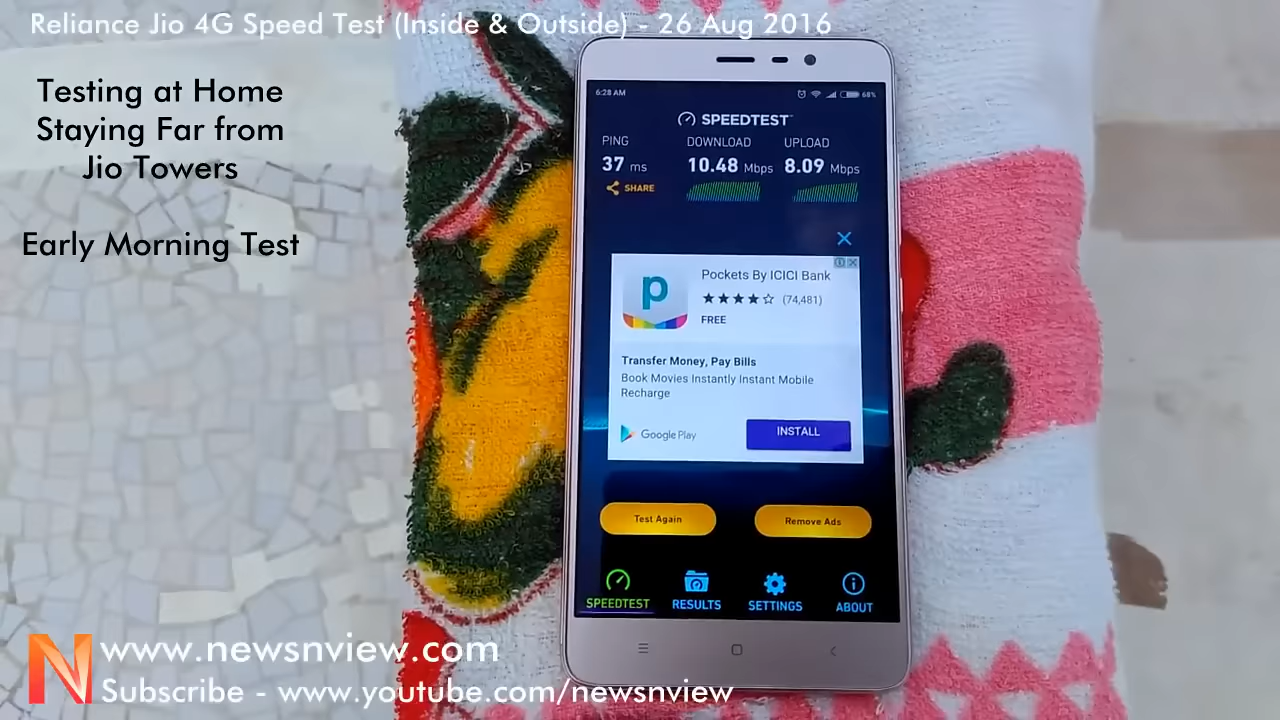 Reliance Jio 4G Speed Test (Inside & Outside) - 26 Aug 2016
Testing at Home
Staying Far from
Jio Towers
Early Morning Test
6:28 AM
68%
SPEEDTEST
PING DOWNLOAD UPLOAD
37 ms 10.48 Mbps 8.09 Mbps
SHARE
p
Pockets By ICICI Bank
(74,481)
FREE
Transfer Money, Pay Bills
Book Movies Instantly Instant Mobile
Recharge
Google Play
INSTALL
Test Again
Remove Ads
SPEEDTEST RESULTS SETTINGS ABOUT
N
www.newsnview.com
Subscribe - www.youtube.com/newsnview